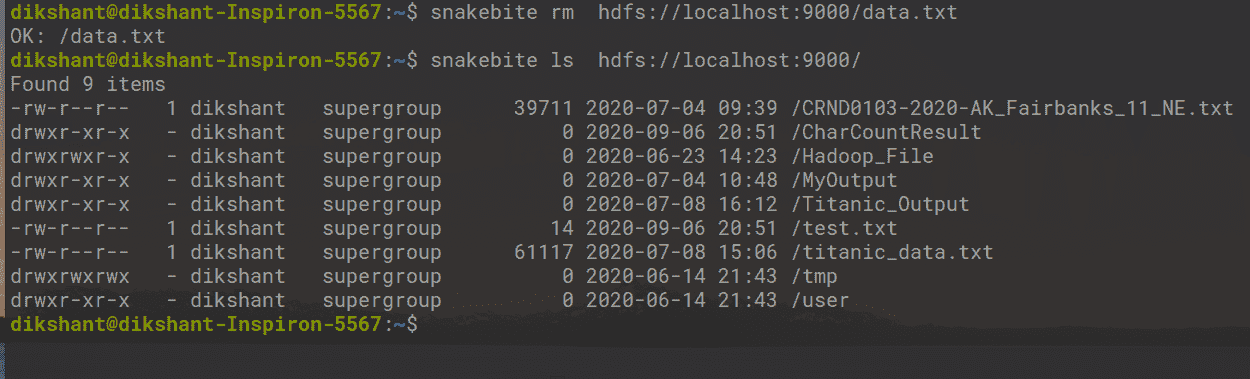 dikshant@dikshant-Inspiron-5567:~$ snakebite rm  hdfs://localhost:9000/data.txt
OK: /data.txt
dikshant@dikshant-Inspiron-5567:~$ snakebite ls  hdfs://localhost:9000/
Found 9 items
-rw-r--r--   1 dikshant   supergroup      39711 2020-07-04 09:39 /CRND0103-2020-AK_Fairbanks_11_NE.txt
drwxr-xr-x   - dikshant   supergroup          0 2020-09-06 20:51 /CharCountResult
drwxrwxr-x   - dikshant   supergroup          0 2020-06-23 14:23 /Hadoop_File
drwxr-xr-x   - dikshant   supergroup          0 2020-07-04 10:48 /MyOutput
drwxr-xr-x   - dikshant   supergroup          0 2020-07-08 16:12 /Titanic_Output
-rw-r--r--   1 dikshant   supergroup         14 2020-09-06 20:51 /test.txt
-rw-r--r--   1 dikshant   supergroup      61117 2020-07-08 15:06 /titanic_data.txt
drwxrwxrwx   - dikshant   supergroup          0 2020-06-14 21:43 /tmp
drwxr-xr-x   - dikshant   supergroup          0 2020-06-14 21:43 /user
dikshant@dikshant-Inspiron-5567:~$